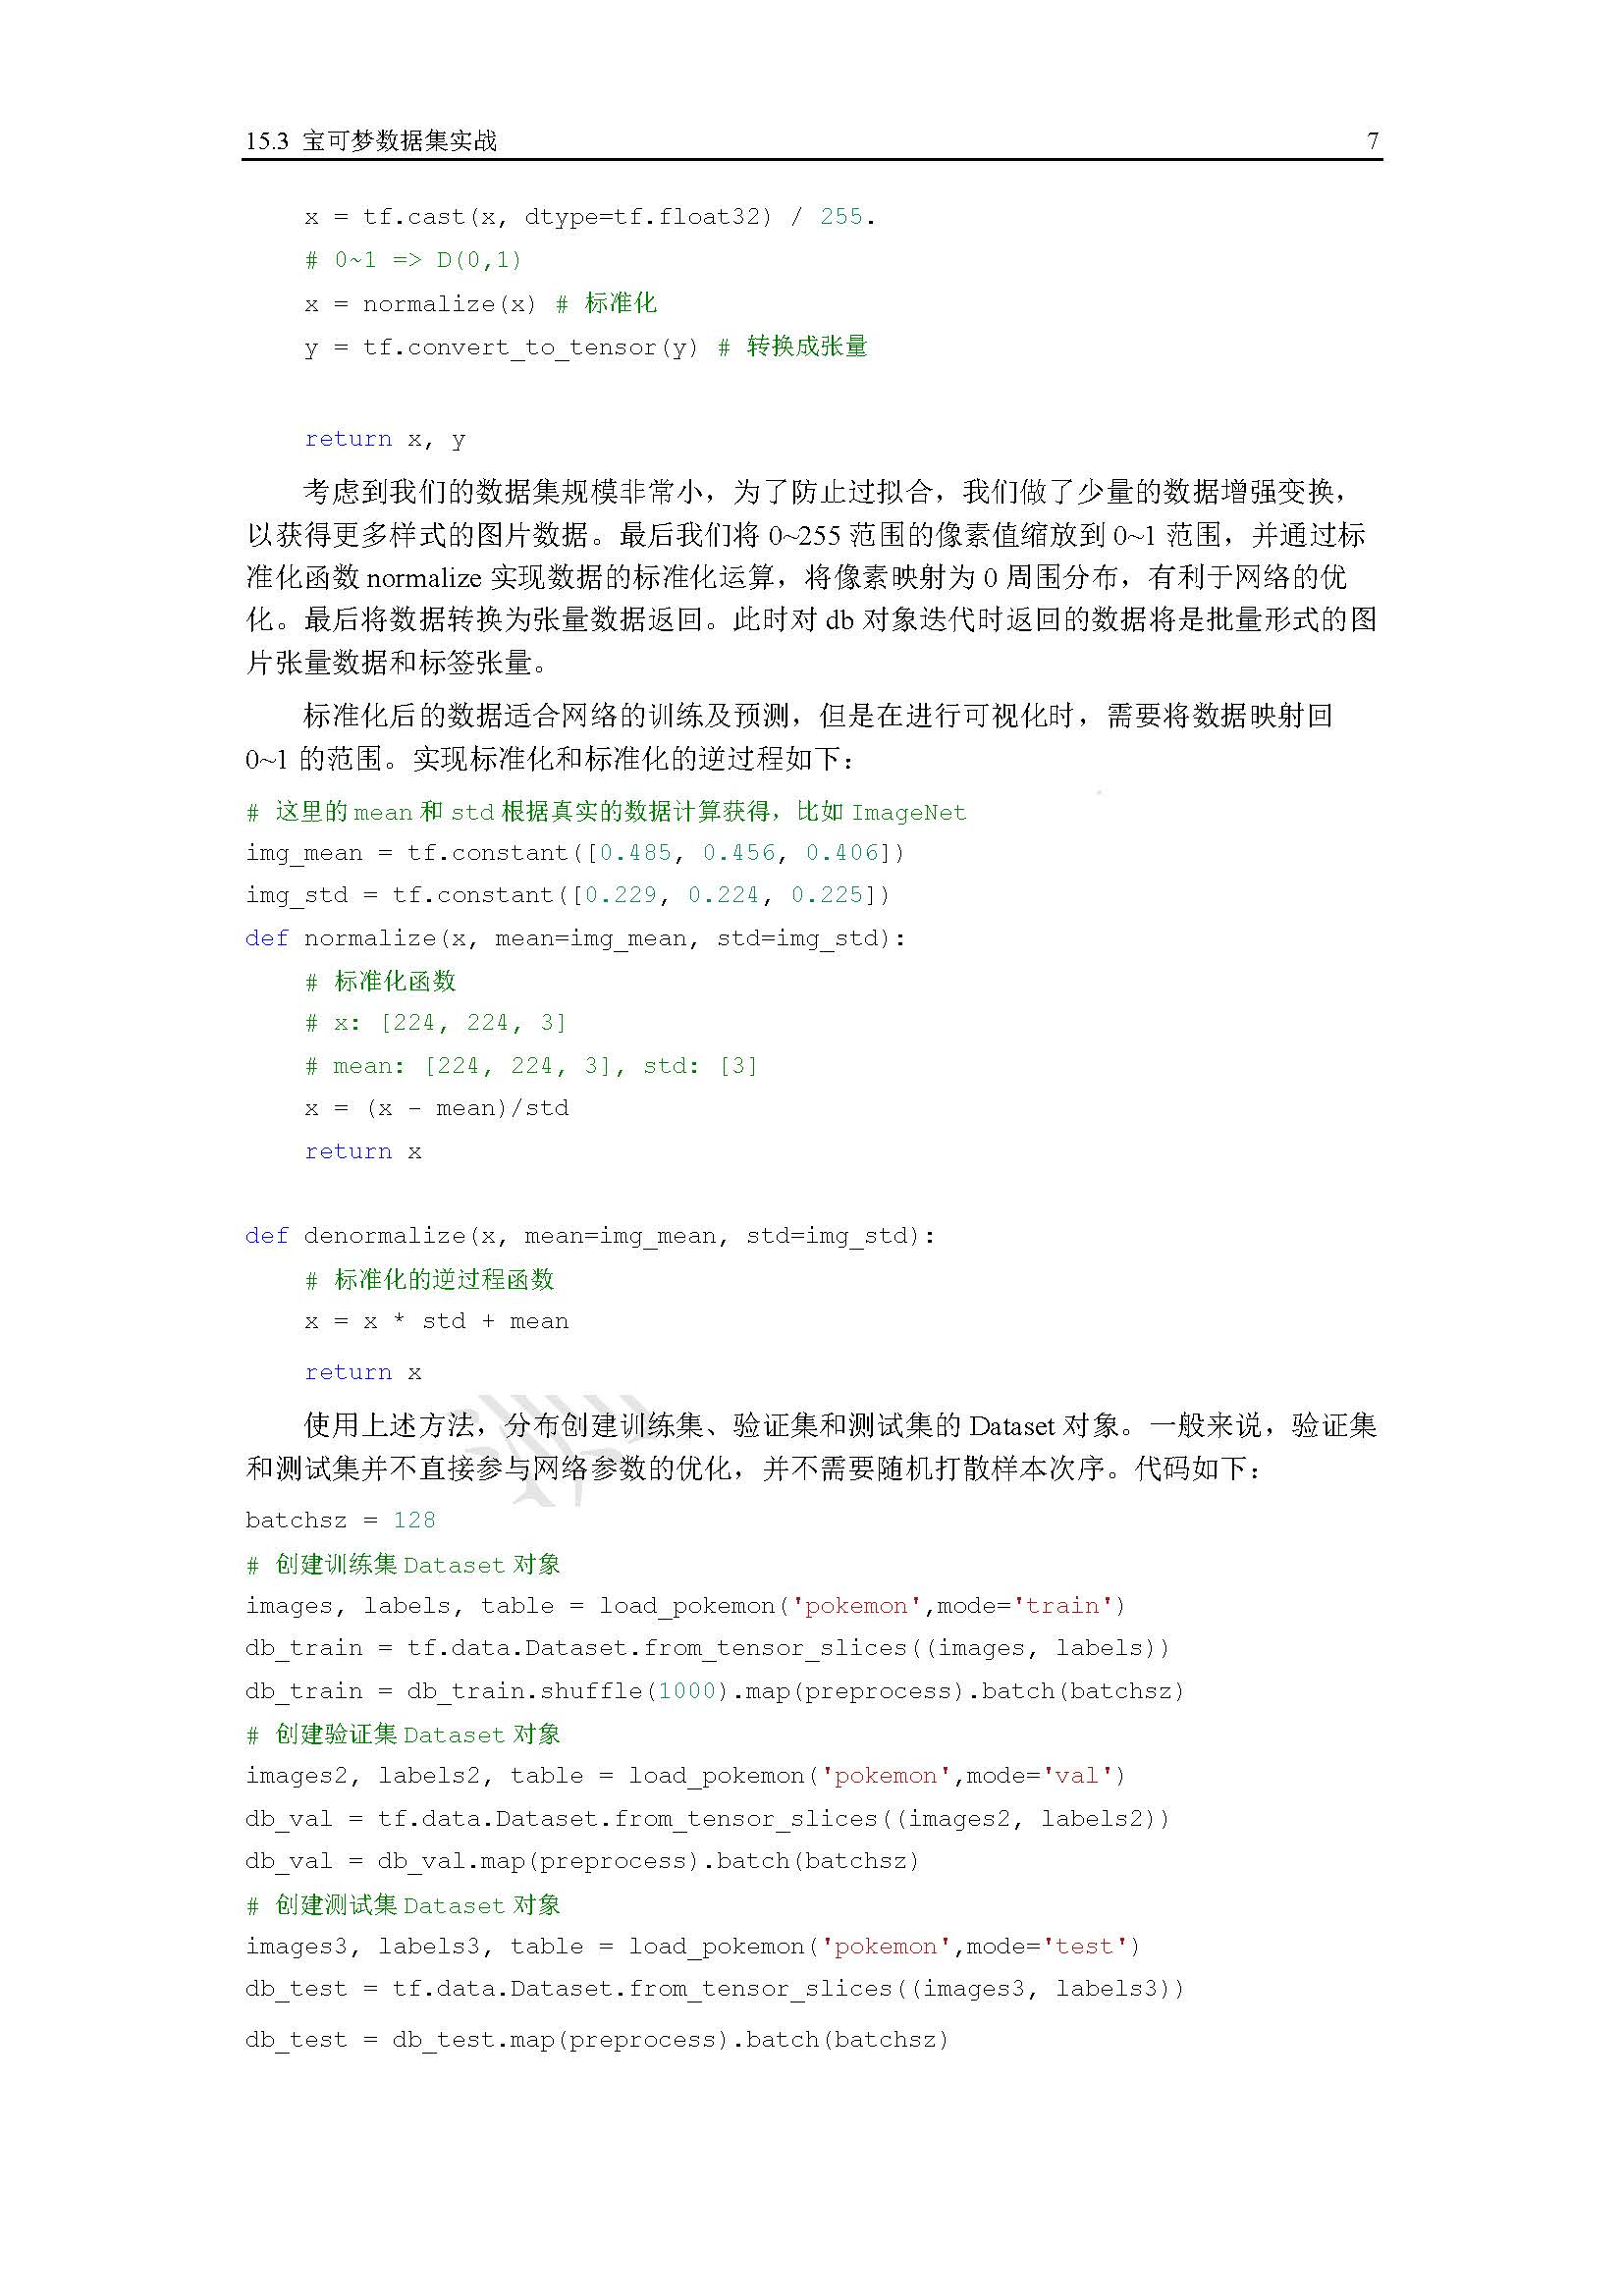 15.3 宝可梦数据集实战 7
x = tf.cast(x, dtype=tf.float32) / 255.
# 0~1 => D(0,1)
x = normalize(x) # 标准化
y = tf.convert_to_tensor(y) # 转换成张量
return x, y
考虑到我们的数据集规模非常小，为了防止过拟合，我们做了少量的数据增强变换，
以获得更多样式的图片数据。最后我们将 0~255 范围的像素值缩放到 0~1 范围，并通过标
准化函数 normalize 实现数据的标准化运算，将像素映射为 0 周围分布，有利于网络的优
化。最后将数据转换为张量数据返回。此时对 db 对象迭代时返回的数据将是批量形式的图
片张量数据和标签张量。
标准化后的数据适合网络的训练及预测，但是在进行可视化时，需要将数据映射回
0~1 的范围。实现标准化和标准化的逆过程如下：
# 这里的 mean 和 std 根据真实的数据计算获得，比如 ImageNet
img_mean = tf.constant([0.485, 0.456, 0.406])
img_std = tf.constant([0.229, 0.224, 0.225])
def normalize(x, mean=img_mean, std=img_std):
# 标准化函数
# x: [224, 224, 3]
# mean: [224, 224, 3], std: [3]
x = (x - mean)/std
return x
def denormalize(x, mean=img_mean, std=img_std):
# 标准化的逆过程函数
x = x * std + mean
return x
使用上述方法，分布创建训练集、验证集和测试集的 Dataset 对象。一般来说，验证集
和测试集并不直接参与网络参数的优化，并不需要随机打散样本次序。代码如下：
batchsz = 128
# 创建训练集 Dataset 对象
images, labels, table = load_pokemon('pokemon',mode='train')
db_train = tf.data.Dataset.from_tensor_slices((images, labels))
db_train = db_train.shuffle(1000).map(preprocess).batch(batchsz)
# 创建验证集 Dataset 对象
images2, labels2, table = load_pokemon('pokemon',mode='val')
db_val = tf.data.Dataset.from_tensor_slices((images2, labels2))
db_val = db_val.map(preprocess).batch(batchsz)
# 创建测试集 Dataset 对象
images3, labels3, table = load_pokemon('pokemon',mode='test')
db_test = tf.data.Dataset.from_tensor_slices((images3, labels3))
db_test = db_test.map(preprocess).batch(batchsz)